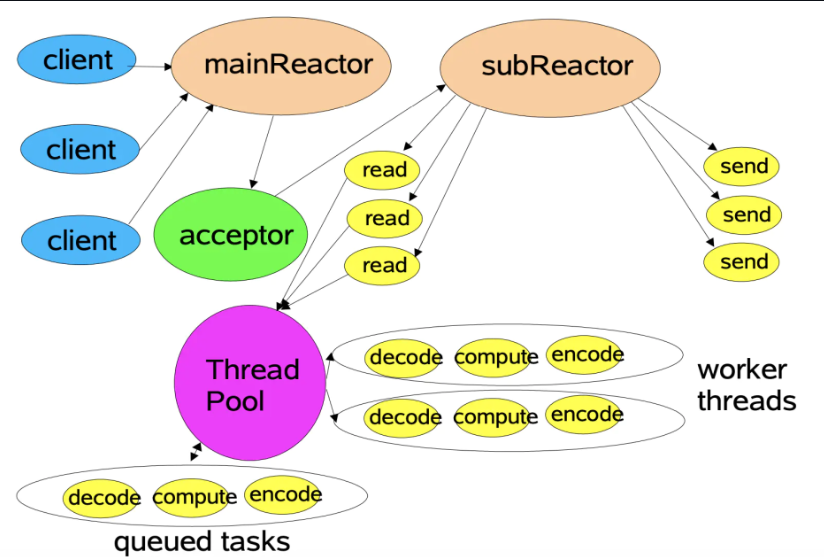 client
mainReactor
subReactor
client
read
send
client
acceptor
read
send
read
send
Thread
Pool
decode compute encode
worker
threads
decode compute encode
decode compute encode
queued tasks